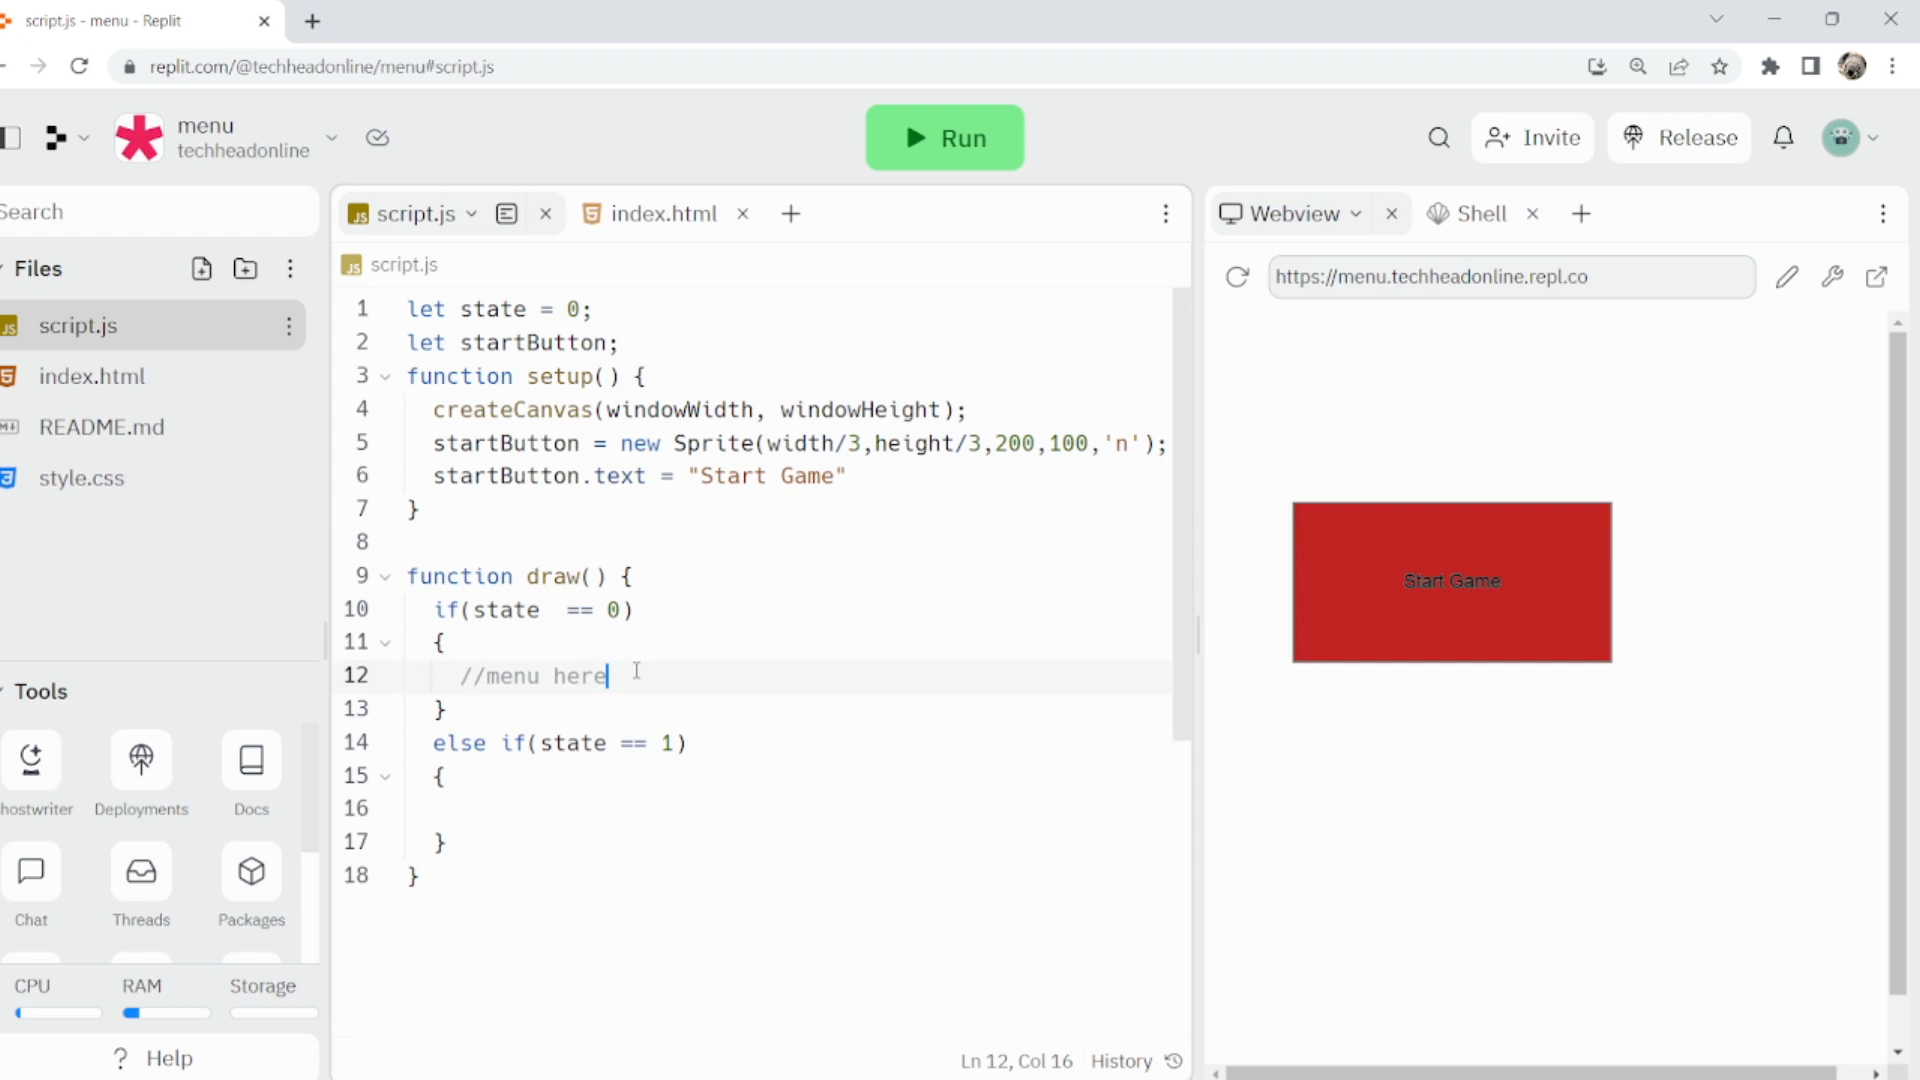 script.js - menu - Replit
replit.com/@techheadonline/menu#script.js
menu
techheadonline
Run
Invite
Release
Search
Files
script.js
index.html
README.md
style.css
Tools
hostwriter
Deployments
Docs
Chat
Threads
Packages
CPU
RAM
Storage
? Help
script.js
index.html
script.js
1 let state = 0;
2 let startButton;
3 function setup() {
4 createCanvas(windowWidth, windowHeight);
5 startButton = new Sprite(width/3,height/3,200,100,'n');
6 startButton.text = "Start Game"
7 }
8
9 function draw() {
10 if(state  == 0)
11 {
12 //menu here
13 }
14 else if(state == 1)
15 {
16
17 }
18 }
Ln 12, Col 16 History
Webview
Shell
https://menu.techheadonline.repl.co
Start Game